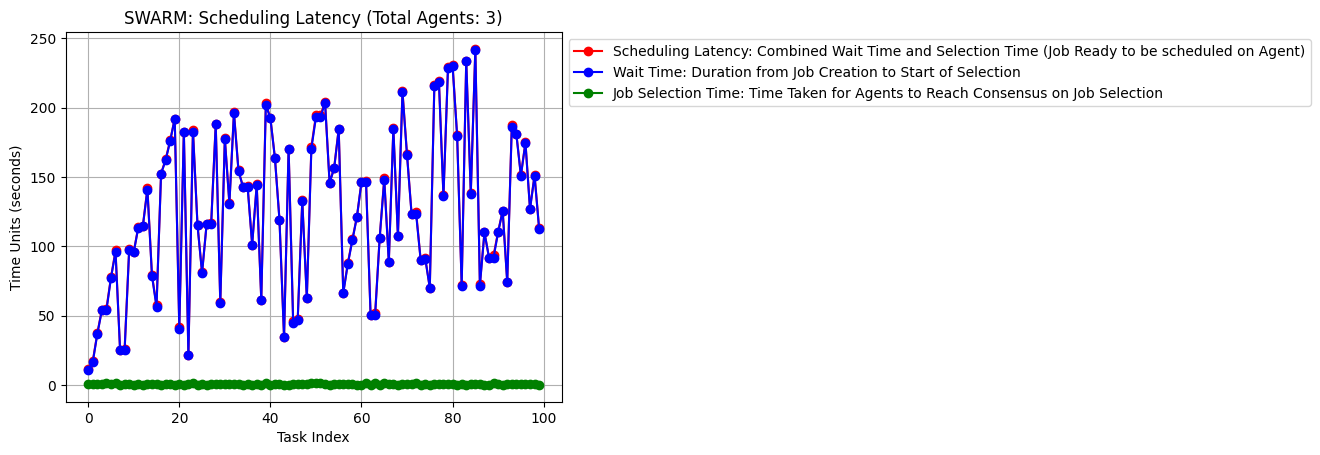 SWARM: Scheduling Latency (Total Agents: 3)
Scheduling Latency: Combined Wait Time and Selection Time (Job Ready to be scheduled on Agent)
Wait Time: Duration from Job Creation to Start of Selection
Job Selection Time: Time Taken for Agents to Reach Consensus on Job Selection
Time Units (seconds)
250
200
150
100
50
0
0 20 40 60 80 100
Task Index